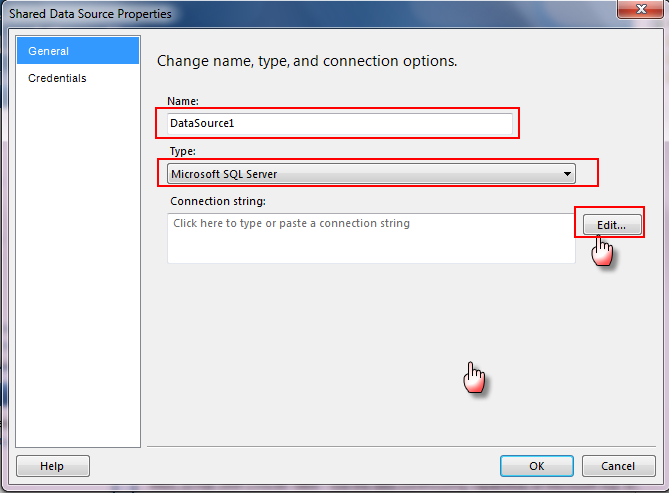 Shared Data Source Properties
General
Credentials
Change name, type, and connection options.
Name:
DataSource1
Type:
Microsoft SQL Server
Connection string:
Click here to type or paste a connection string
Edit...
Help
OK
Cancel